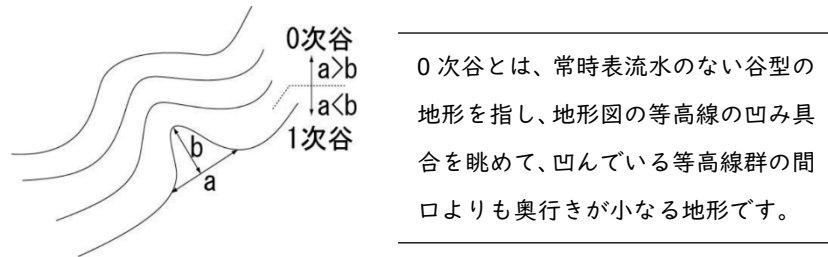 0次谷
a>b
a<b
1次谷
b
a
0次谷とは、常時表流水のない谷型の
地形を指し、地形図の等高線の凹み具
合を眺めて、凹んでいる等高線群の間
口よりも奥行きが小なる地形です。